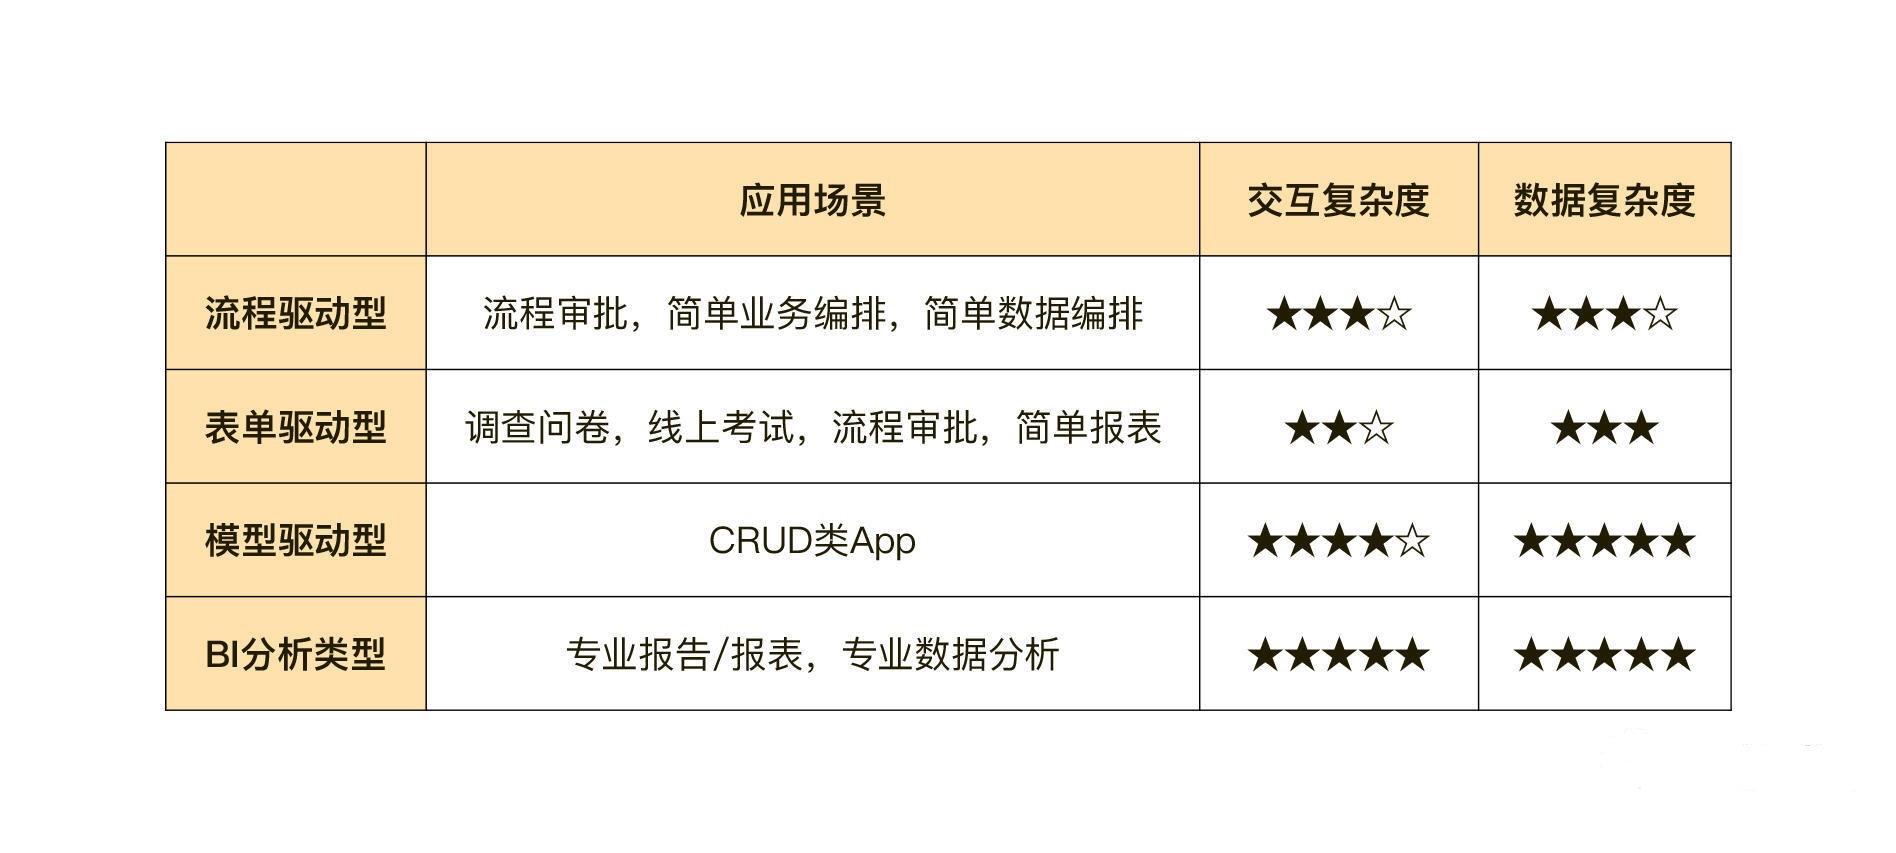 应用场景 交互复杂度 数据复杂度
流程驱动型 流程审批，简单业务编排，简单数据编排 ★★★☆ ★★★☆
表单驱动型 调查问卷，线上考试，流程审批，简单报表 ★★☆ ★★★
模型驱动型 CRUD类App ★★★★☆ ★★★★★
BI分析类型 专业报告/报表，专业数据分析 ★★★★★ ★★★★★